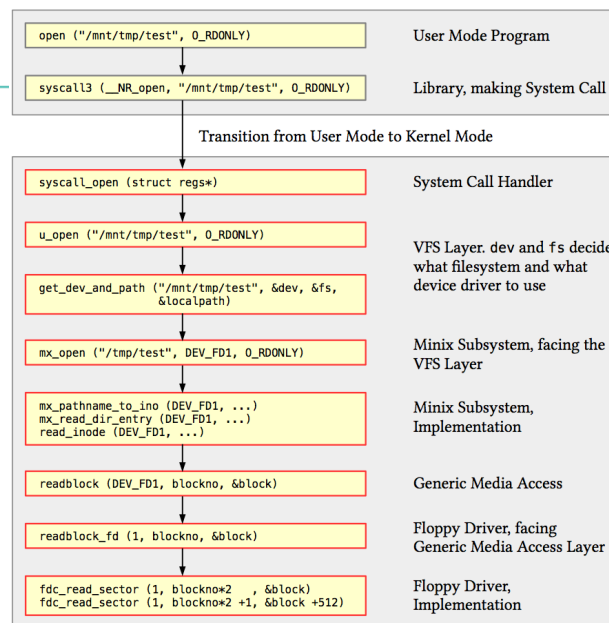 open ("/mnt/tmp/test", O_RDONLY)
User Mode Program
syscall3 (__NR_open, "/mnt/tmp/test", O_RDONLY)
Library, making System Call
Transition from User Mode to Kernel Mode
syscall_open (struct regs*)
System Call Handler
u_open ("/mnt/tmp/test", O_RDONLY)
VFS Layer. dev and fs decide
what filesystem and what
device driver to use
get_dev_and_path ("/mnt/tmp/test", &dev, &fs,
&localpath)
mx_open ("/tmp/test", DEV_FD1, O_RDONLY)
Minix Subsystem, facing the
VFS Layer
mx_pathname_to_ino (DEV_FD1, ...)
mx_read_dir_entry (DEV_FD1, ...)
read_inode (DEV_FD1, ...)
Minix Subsystem,
Implementation
readblock (DEV_FD1, blockno, &block)
Generic Media Access
readblock_fd (1, blockno, &block)
Floppy Driver, facing
Generic Media Access Layer
fdc_read_sector (1, blockno*2   , &block)
fdc_read_sector (1, blockno*2 +1, &block +512)
Floppy Driver,
Implementation